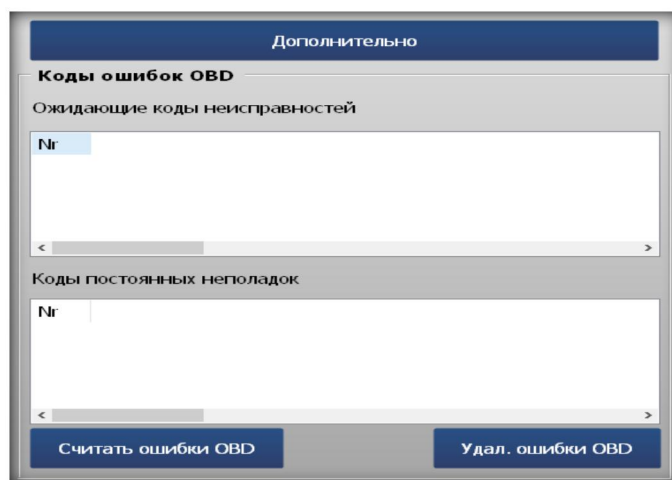 Дополнительно
Коды ошибок OBD
Ожидающие коды неисправностей
Nr
Коды постоянных неполадок
Nr
Считать ошибки OBD
Удал. ошибки OBD